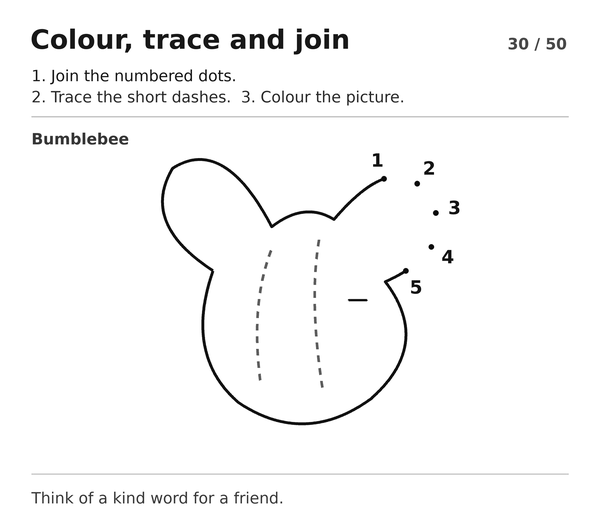 Colour, trace and join
30 / 50
1. Join the numbered dots.
2. Trace the short dashes.  3. Colour the picture.
Bumblebee
1
2
3
4
5
Think of a kind word for a friend.